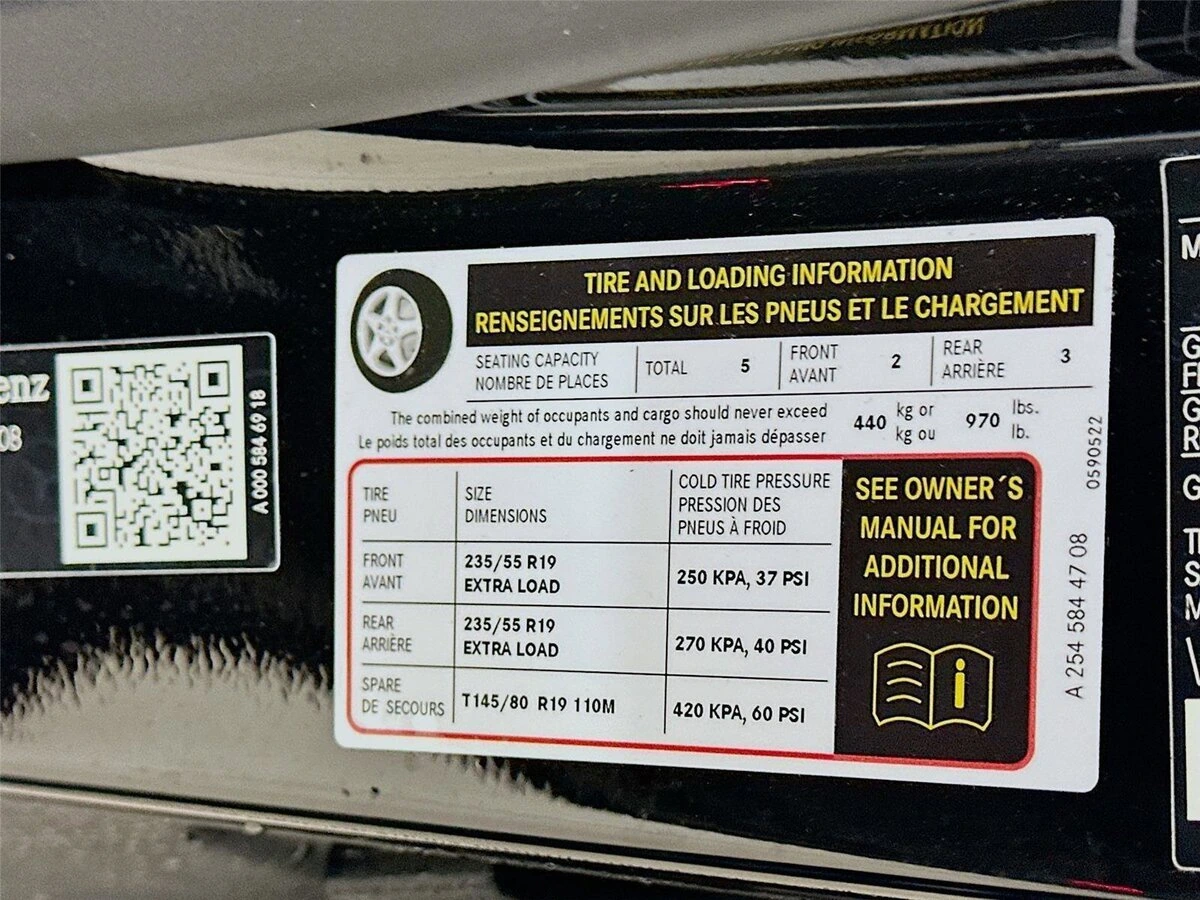 TIRE AND LOADING INFORMATION
RENSEIGNEMENTS SUR LES PNEUS ET LE CHARGEMENT
SEATING CAPACITY
NOMBRE DE PLACES
TOTAL 5
FRONT
AVANT
2
REAR
ARRIÈRE
3
The combined weight of occupants and cargo should never exceed
Le poids total des occupants et du chargement ne doit jamais dépasser
440 kg or
kg ou
970 lbs.
lb.
TIRE
PNEU
SIZE
DIMENSIONS
COLD TIRE PRESSURE
PRESSION DES
PNEUS À FROID
FRONT
AVANT
235/55 R19
EXTRA LOAD
250 KPA, 37 PSI
REAR
ARRIÈRE
235/55 R19
EXTRA LOAD
270 KPA, 40 PSI
SPARE
DE SECOURS
T145/80 R19 110M
420 KPA, 60 PSI
SEE OWNER´S
MANUAL FOR
ADDITIONAL
INFORMATION
i
0590522
A 254 584 47 08
enz
08
A 000 584 69 18